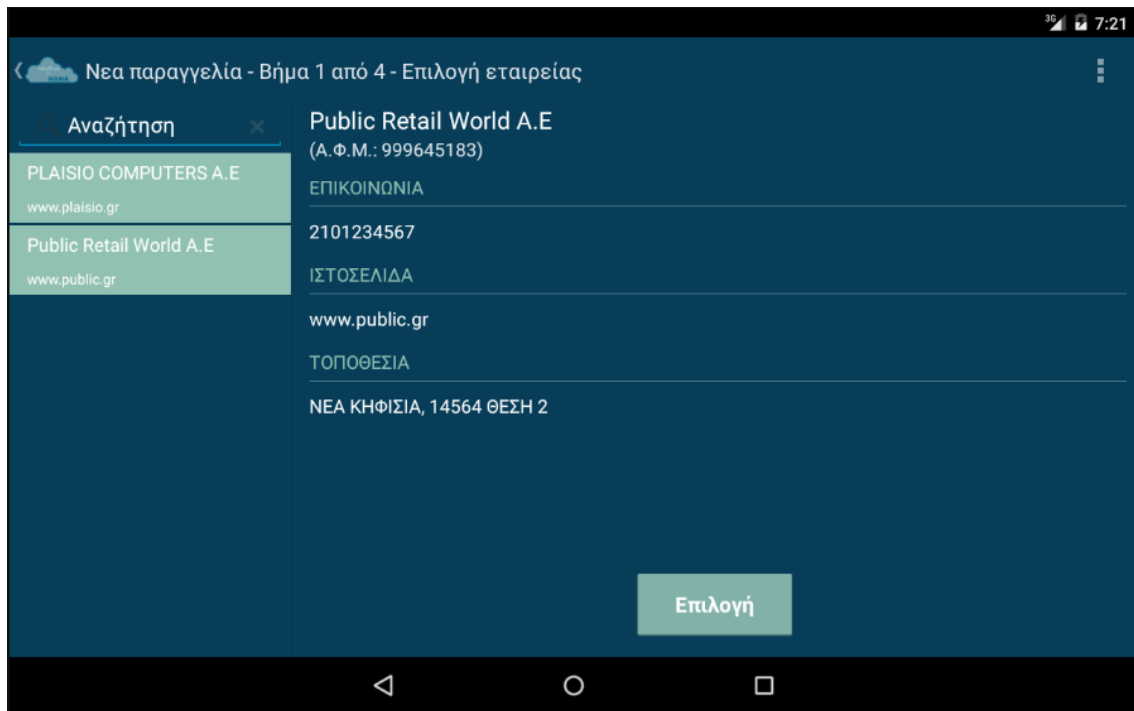 3G 7:21
Νεα παραγγελία - Βήμα 1 από 4 - Επιλογή εταιρείας
Αναζήτηση
PLAISIO COMPUTERS A.E
www.plaisio.gr
Public Retail World A.E
www.public.gr
Public Retail World A.E
(Α.Φ.Μ.: 999645183)
ΕΠΙΚΟΙΝΩΝΙΑ
2101234567
ΙΣΤΟΣΕΛΙΔΑ
www.public.gr
ΤΟΠΟΘΕΣΙΑ
ΝΕΑ ΚΗΦΙΣΙΑ, 14564 ΘΕΣΗ 2
Επιλογή